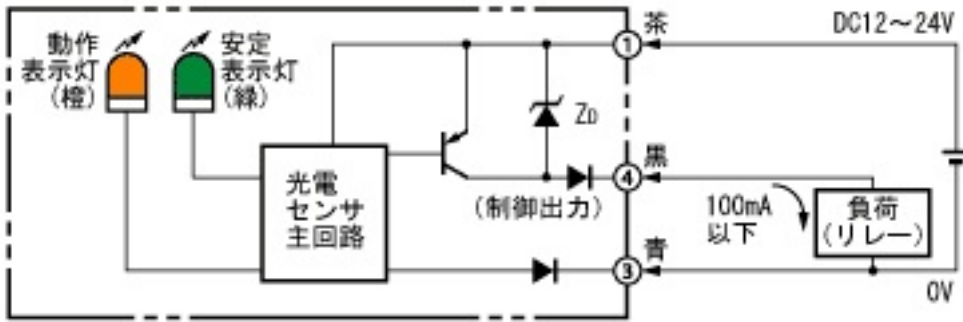 動作
表示灯
(橙)
安定
表示灯
(緑)
光電
センサ
主回路
ZD
(制御出力)
① 茶
④ 黒
③ 青
DC12～24V
100mA
以下
負荷
(リレー)
0V